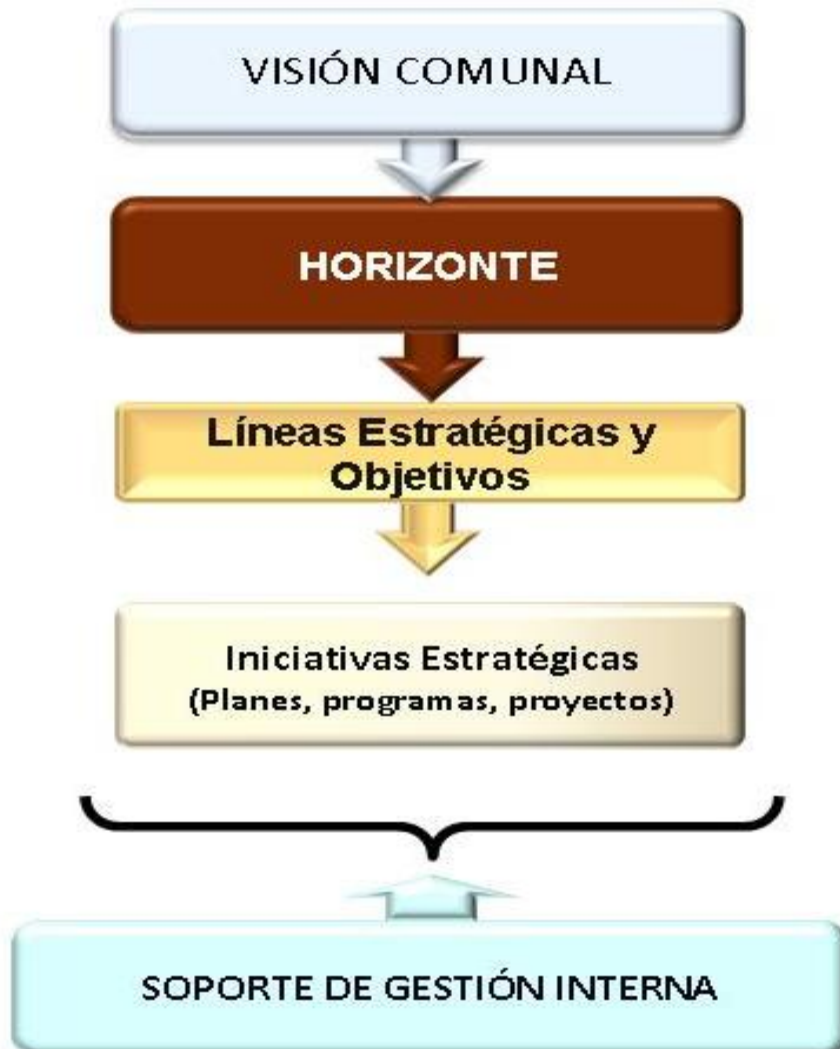 VISIÓN COMUNAL
HORIZONTE
Líneas Estratégicas y
Objetivos
Iniciativas Estratégicas
(Planes, programas, proyectos)
SOPORTE DE GESTIÓN INTERNA